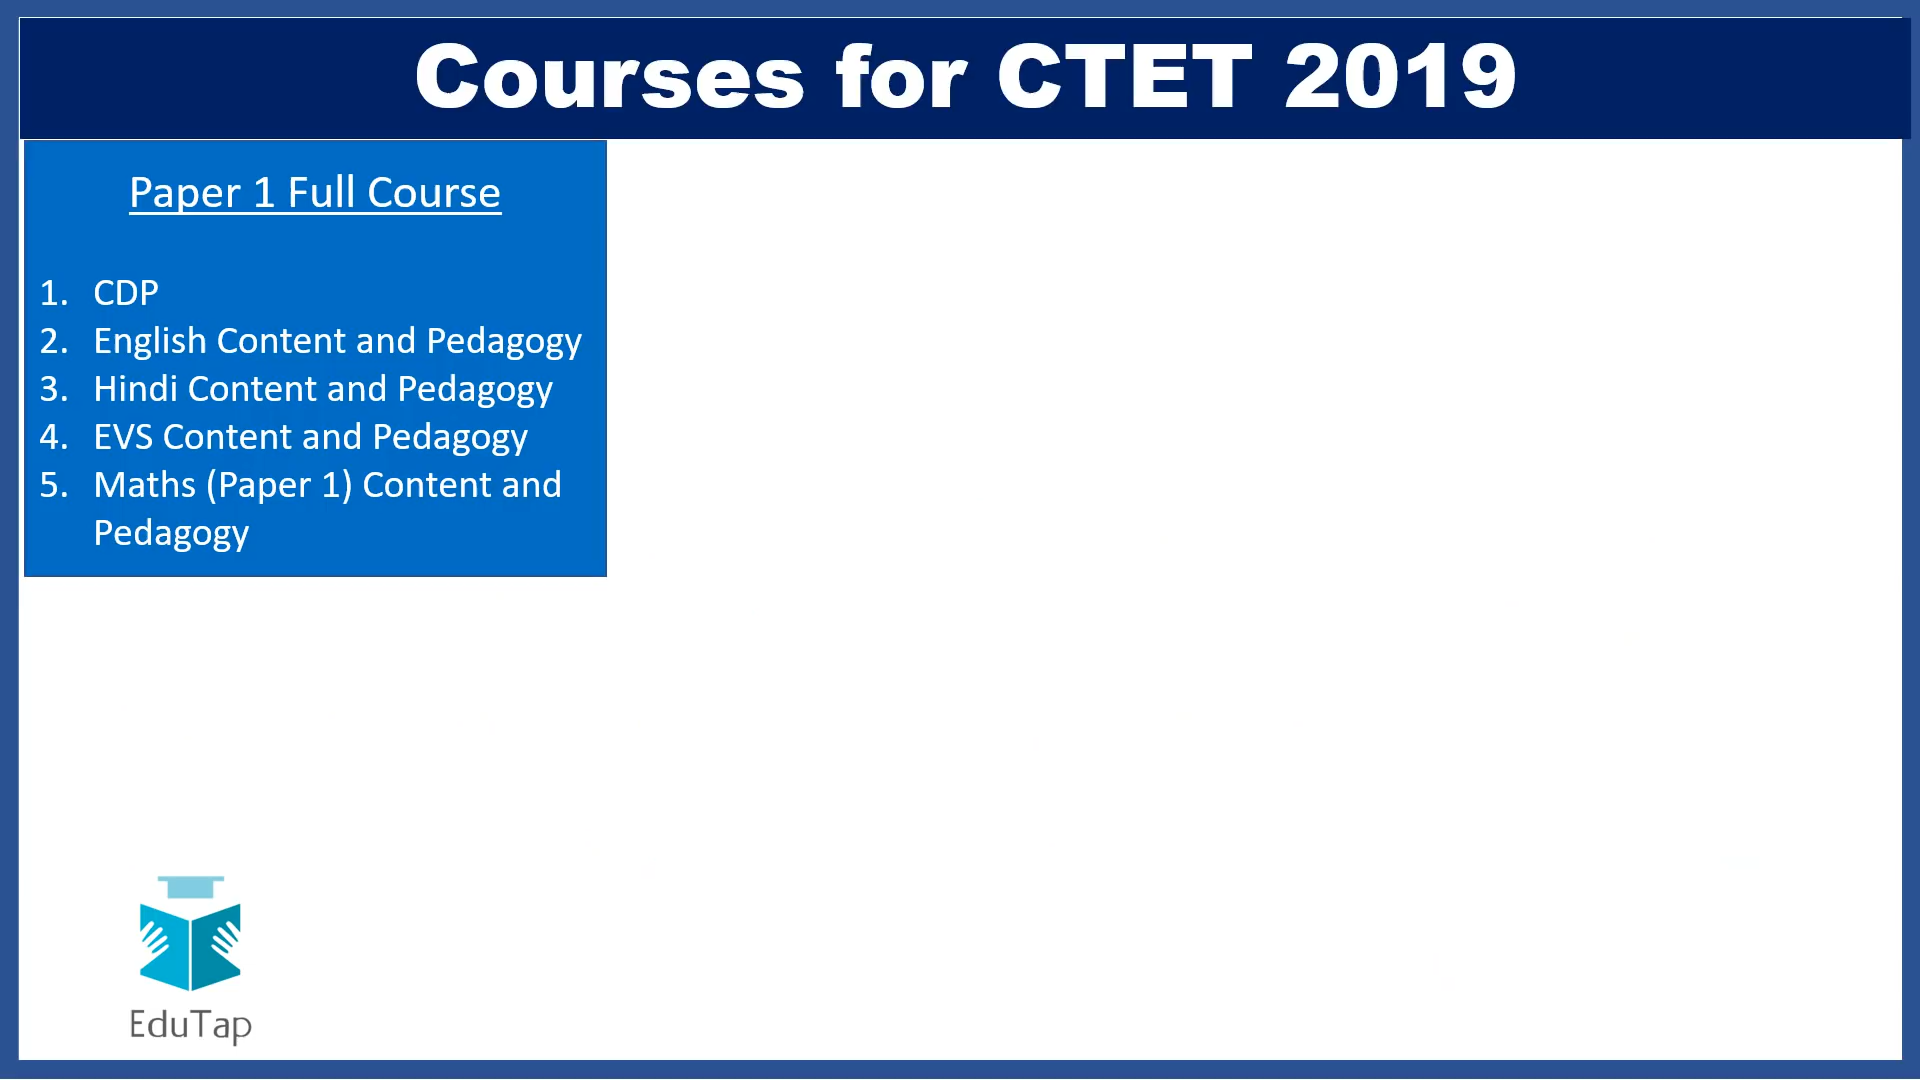 Courses for CTET 2019
Paper 1 Full Course
1. CDP
2. English Content and Pedagogy
3. Hindi Content and Pedagogy
4. EVS Content and Pedagogy
5. Maths (Paper 1) Content and
Pedagogy
EduTap